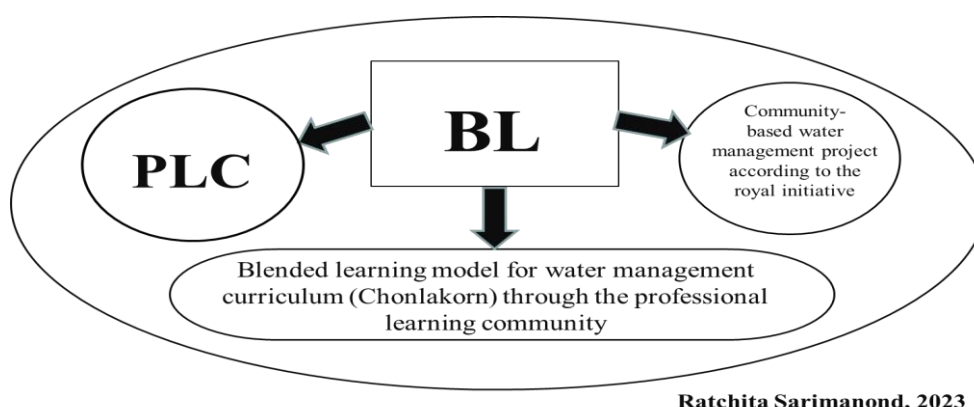 PLC
BL
Community-
based water
management project
according to the
royal initiative
Blended learning model for water management
curriculum (Chonlakorn) through the professional
learning community
Ratchita Sarimanond, 2023